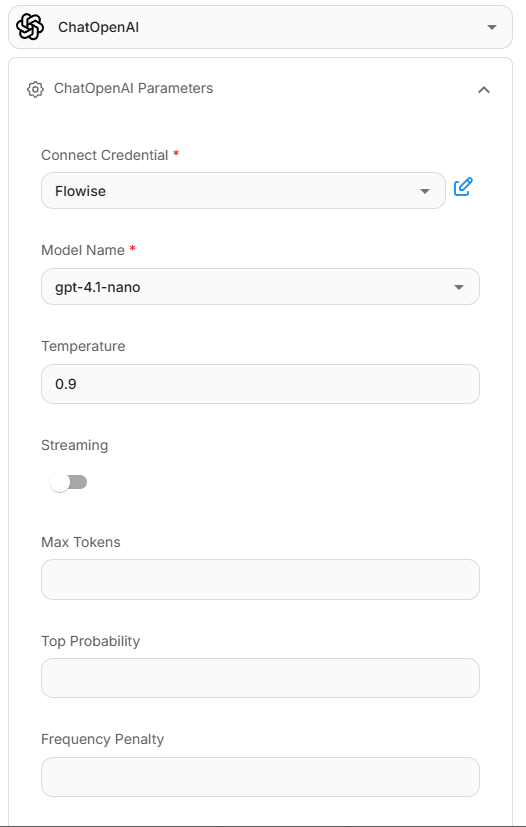 ChatOpenAI
ChatOpenAI Parameters
Connect Credential *
Flowise
Model Name *
gpt-4.1-nano
Temperature
0.9
Streaming
Max Tokens
Top Probability
Frequency Penalty